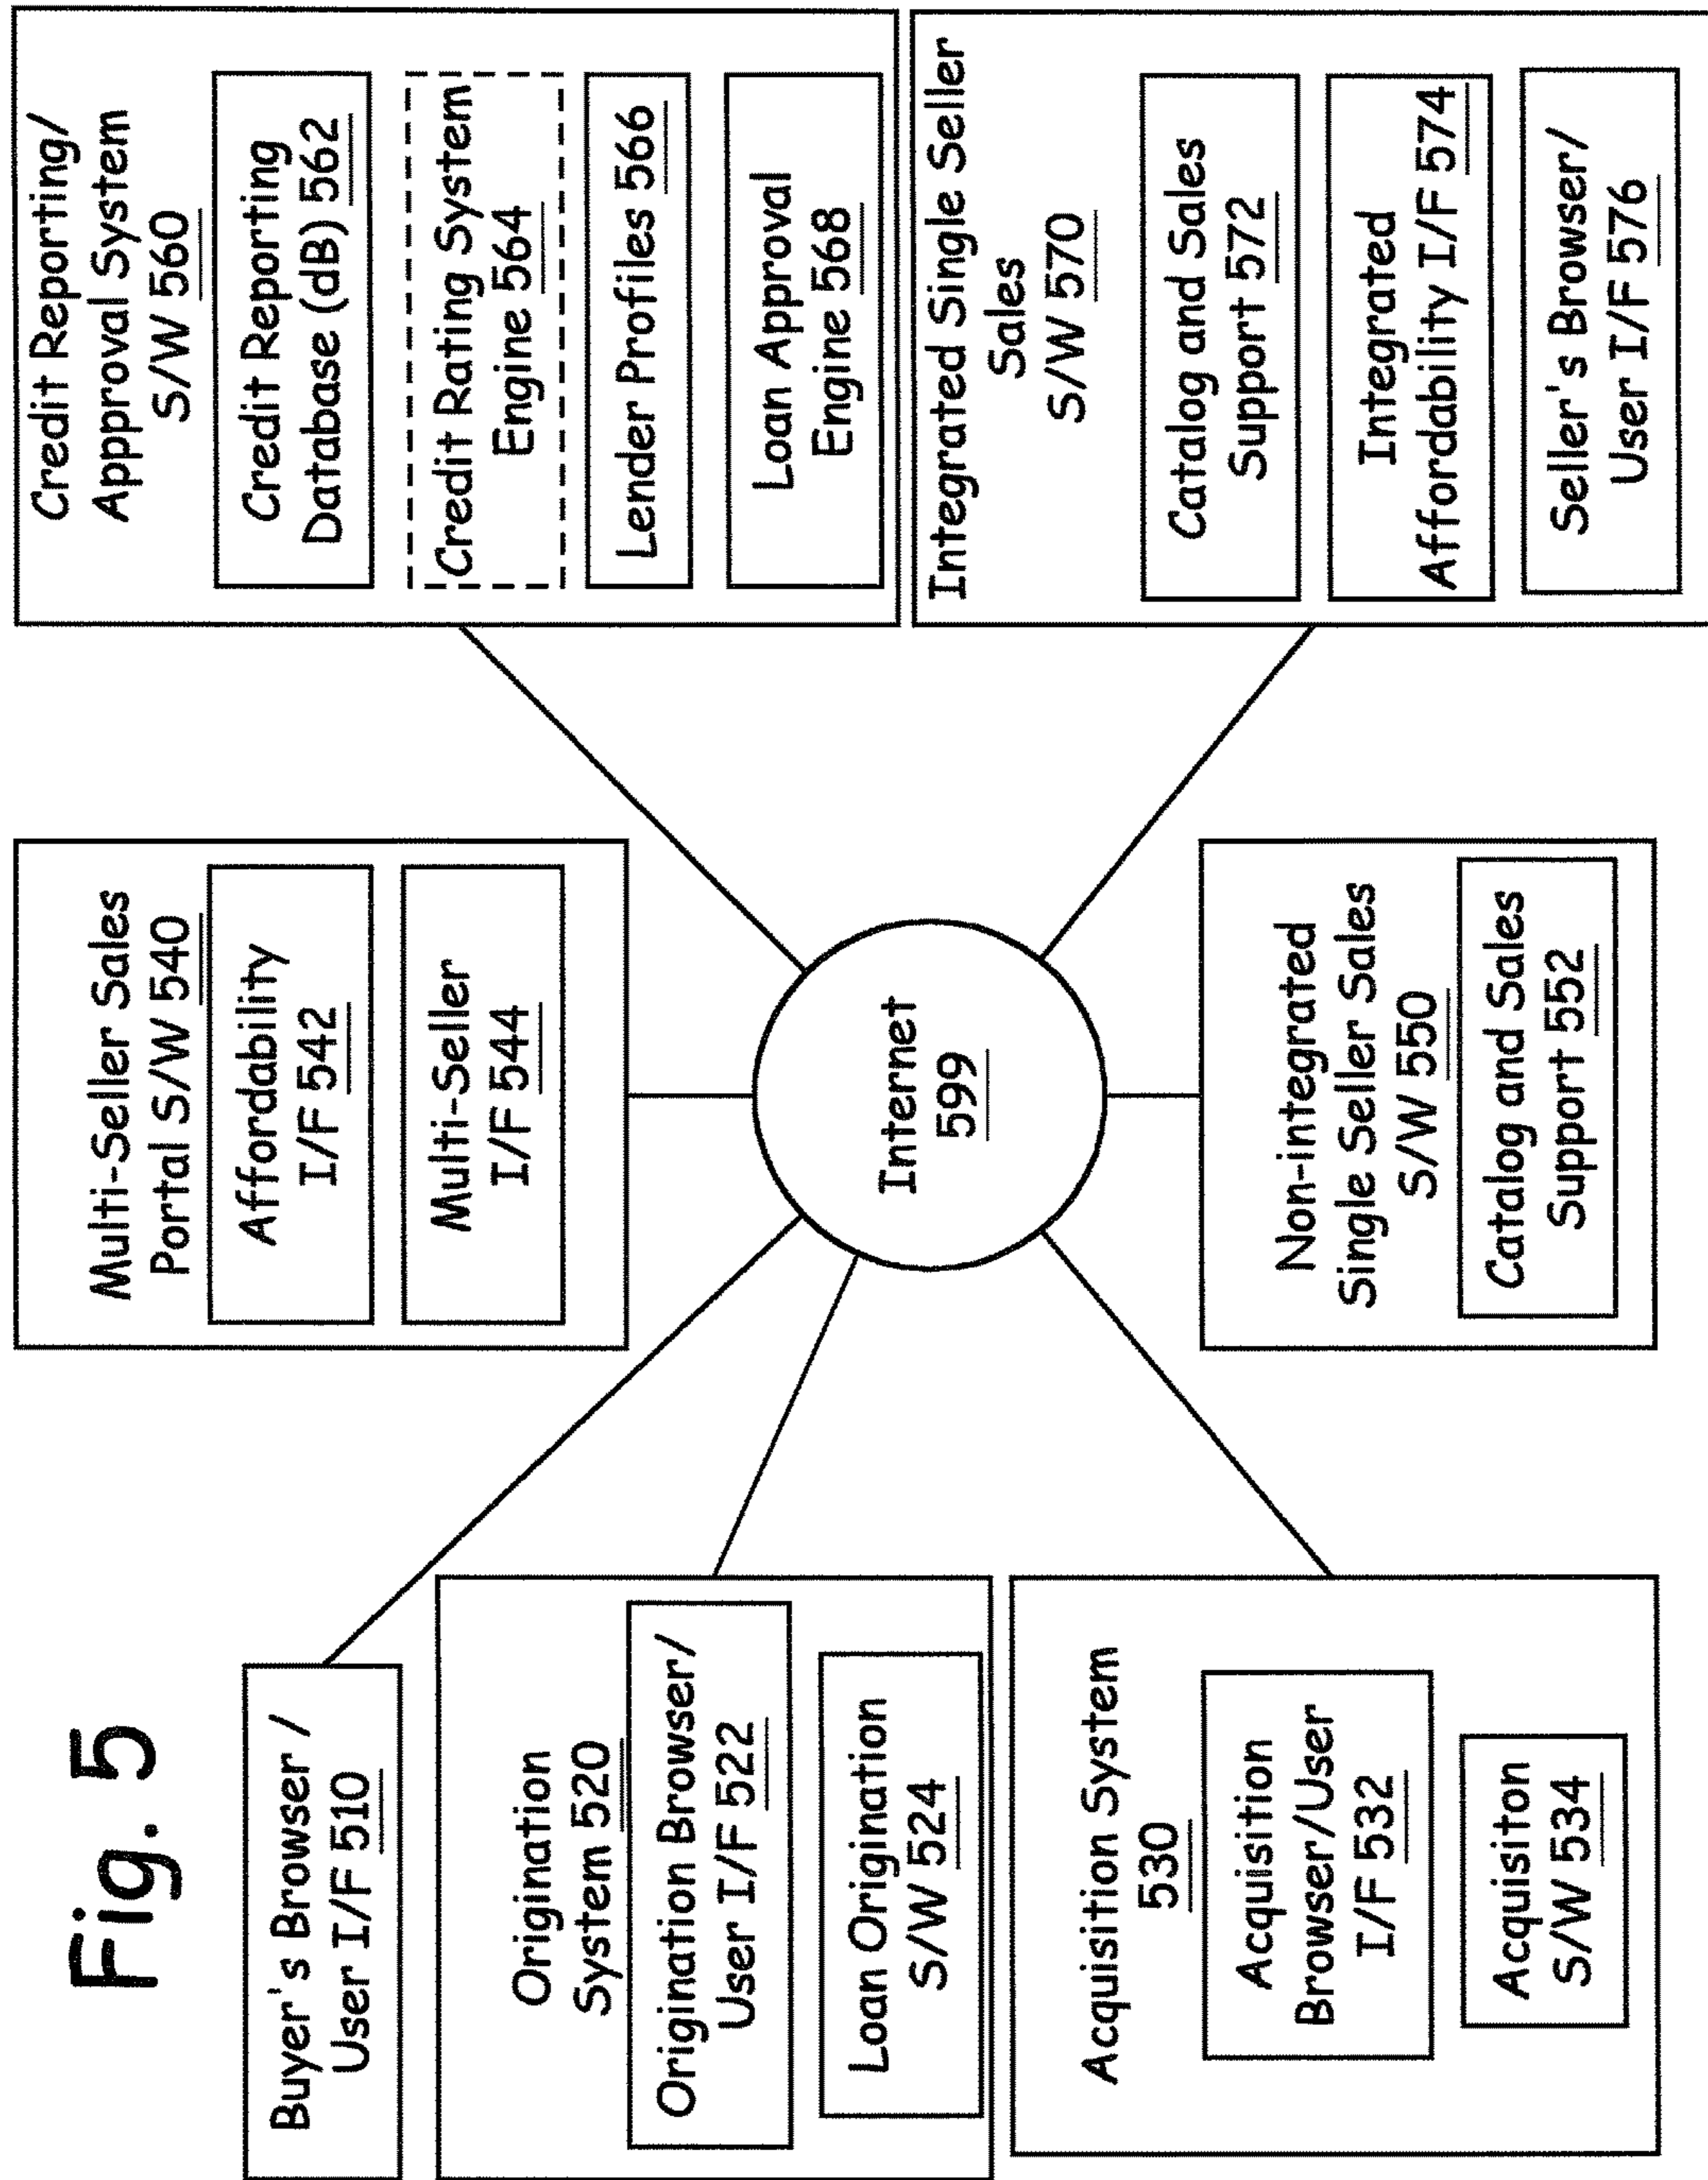 Fig. 5
Buyer's Browser /
User I/F 510
Origination
System 520
Origination Browser/
User I/F 522
Loan Origination
S/W 524
Acquisition System
530
Acquisition
Browser/User
I/F 532
Acquisiton
S/W 534
Multi-Seller Sales
Portal S/W 540
Affordability
I/F 542
Multi-Seller
I/F 544
Internet
599
Non-integrated
Single Seller Sales
S/W 550
Catalog and Sales
Support 552
Credit Reporting/
Approval System
S/W 560
Credit Reporting
Database (dB) 562
Credit Rating System
Engine 564
Lender Profiles 566
Loan Approval
Engine 568
Integrated Single Seller
Sales
S/W 570
Catalog and Sales
Support 572
Integrated
Affordability I/F 574
Seller's Browser/
User I/F 576